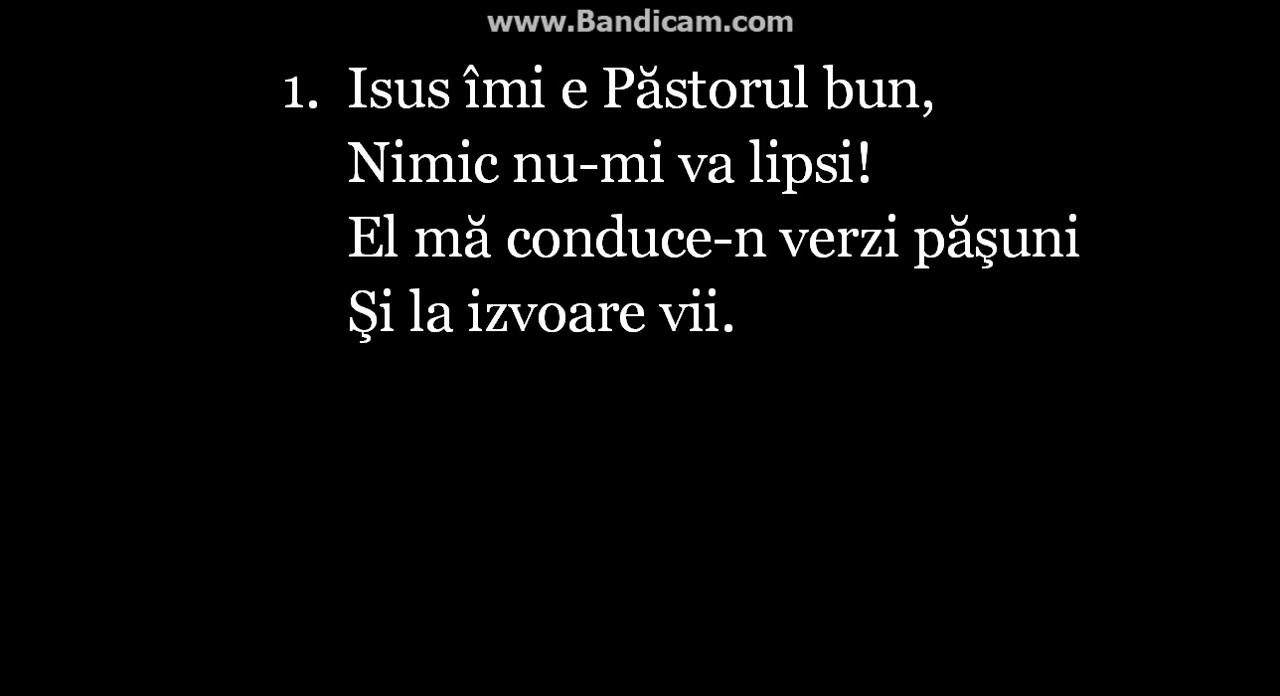 www.Bandicam.com
1. Isus îmi e Păstorul bun,
Nimic nu-mi va lipsi!
El mă conduce-n verzi păşuni
Şi la izvoare vii.